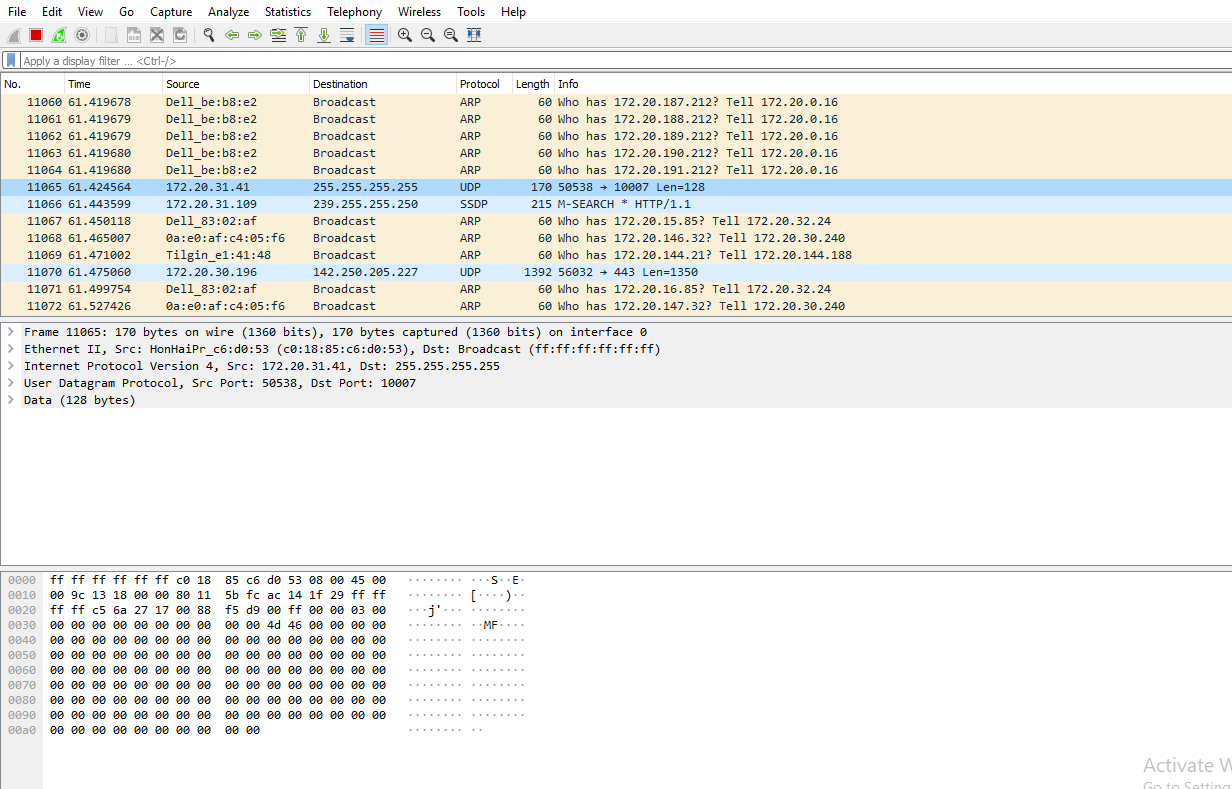 File Edit View Go Capture Analyze Statistics Telephony Wireless Tools Help
Apply a display filter ... <Ctrl-/>
No. Time Source Destination Protocol Length Info
11060 61.419678 Dell_be:b8:e2 Broadcast ARP 60 Who has 172.20.187.212? Tell 172.20.0.16
11061 61.419679 Dell_be:b8:e2 Broadcast ARP 60 Who has 172.20.188.212? Tell 172.20.0.16
11062 61.419679 Dell_be:b8:e2 Broadcast ARP 60 Who has 172.20.189.212? Tell 172.20.0.16
11063 61.419680 Dell_be:b8:e2 Broadcast ARP 60 Who has 172.20.190.212? Tell 172.20.0.16
11064 61.419680 Dell_be:b8:e2 Broadcast ARP 60 Who has 172.20.191.212? Tell 172.20.0.16
11065 61.424564 172.20.31.41 255.255.255.255 UDP 170 50538 → 10007 Len=128
11066 61.443599 172.20.31.109 239.255.255.250 SSDP 215 M-SEARCH * HTTP/1.1
11067 61.450118 Dell_83:02:af Broadcast ARP 60 Who has 172.20.15.85? Tell 172.20.32.24
11068 61.465007 0a:e0:af:c4:05:f6 Broadcast ARP 60 Who has 172.20.146.32? Tell 172.20.30.240
11069 61.471002 Tilgin_e1:41:48 Broadcast ARP 60 Who has 172.20.144.21? Tell 172.20.144.188
11070 61.475060 172.20.30.196 142.250.205.227 UDP 1392 56032 → 443 Len=1350
11071 61.499754 Dell_83:02:af Broadcast ARP 60 Who has 172.20.16.85? Tell 172.20.32.24
11072 61.527426 0a:e0:af:c4:05:f6 Broadcast ARP 60 Who has 172.20.147.32? Tell 172.20.30.240
Frame 11065: 170 bytes on wire (1360 bits), 170 bytes captured (1360 bits) on interface 0
Ethernet II, Src: HonHaiPr_c6:d0:53 (c0:18:85:c6:d0:53), Dst: Broadcast (ff:ff:ff:ff:ff:ff)
Internet Protocol Version 4, Src: 172.20.31.41, Dst: 255.255.255.255
User Datagram Protocol, Src Port: 50538, Dst Port: 10007
Data (128 bytes)
0000 ff ff ff ff ff ff c0 18 85 c6 d0 53 08 00 45 00 ········ ···S··E·
0010 00 9c 13 18 00 00 80 11 5b fc ac 14 1f 29 ff ff ········ [····)··
0020 ff ff c5 6a 27 17 00 88 f5 d9 00 ff 00 00 03 00 ···j'··· ········
0030 00 00 00 00 00 00 00 00 00 00 4d 46 00 00 00 00 ········ ··MF····
0040 00 00 00 00 00 00 00 00 00 00 00 00 00 00 00 00 ········ ········
0050 00 00 00 00 00 00 00 00 00 00 00 00 00 00 00 00 ········ ········
0060 00 00 00 00 00 00 00 00 00 00 00 00 00 00 00 00 ········ ········
0070 00 00 00 00 00 00 00 00 00 00 00 00 00 00 00 00 ········ ········
0080 00 00 00 00 00 00 00 00 00 00 00 00 00 00 00 00 ········ ········
0090 00 00 00 00 00 00 00 00 00 00 00 00 00 00 00 00 ········ ········
00a0 00 00 00 00 00 00 00 00 00 00 ········ ··
Activate W
Go to Setting